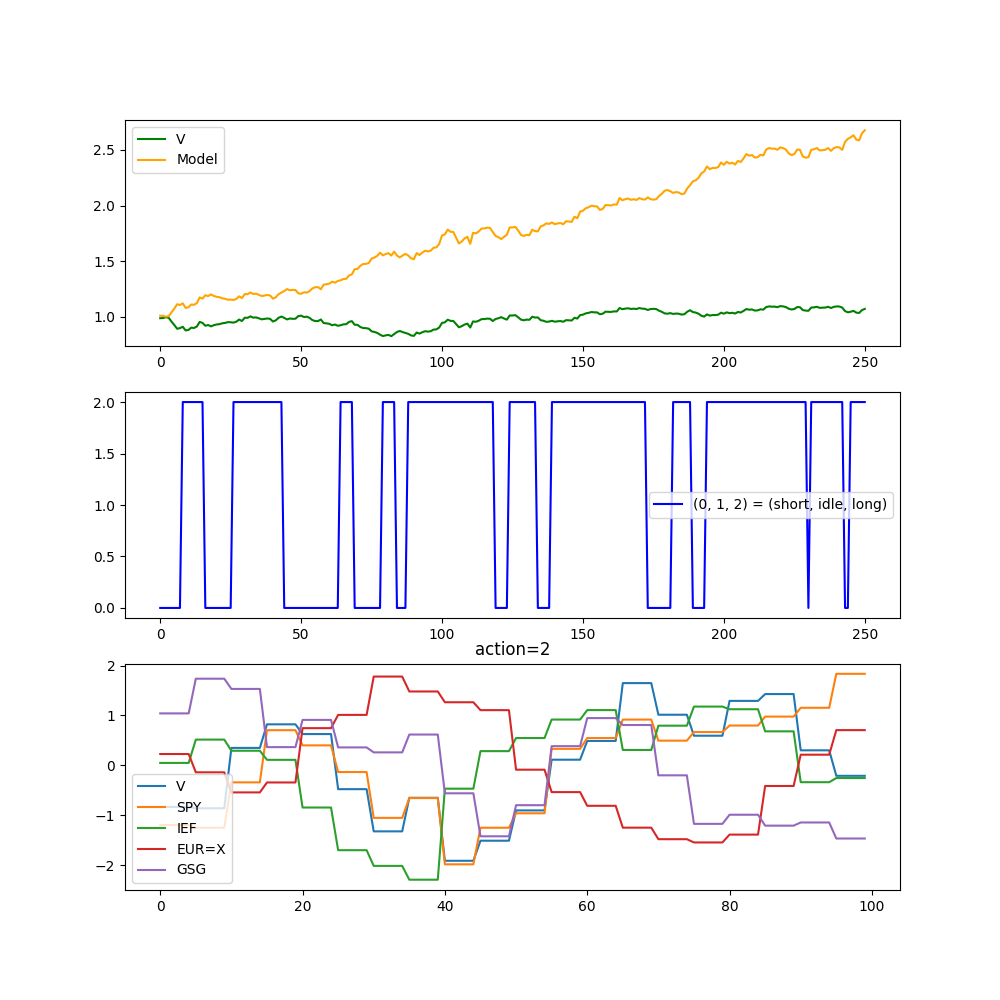 V
Model
2.5
2.0
1.5
1.0
0 50 100 150 200 250
2.0
1.5
1.0
0.5
0.0
(0, 1, 2) = (short, idle, long)
0 50 100 150 200 250
action=2
2
1
0
−1
−2
V
SPY
IEF
EUR=X
GSG
0 20 40 60 80 100